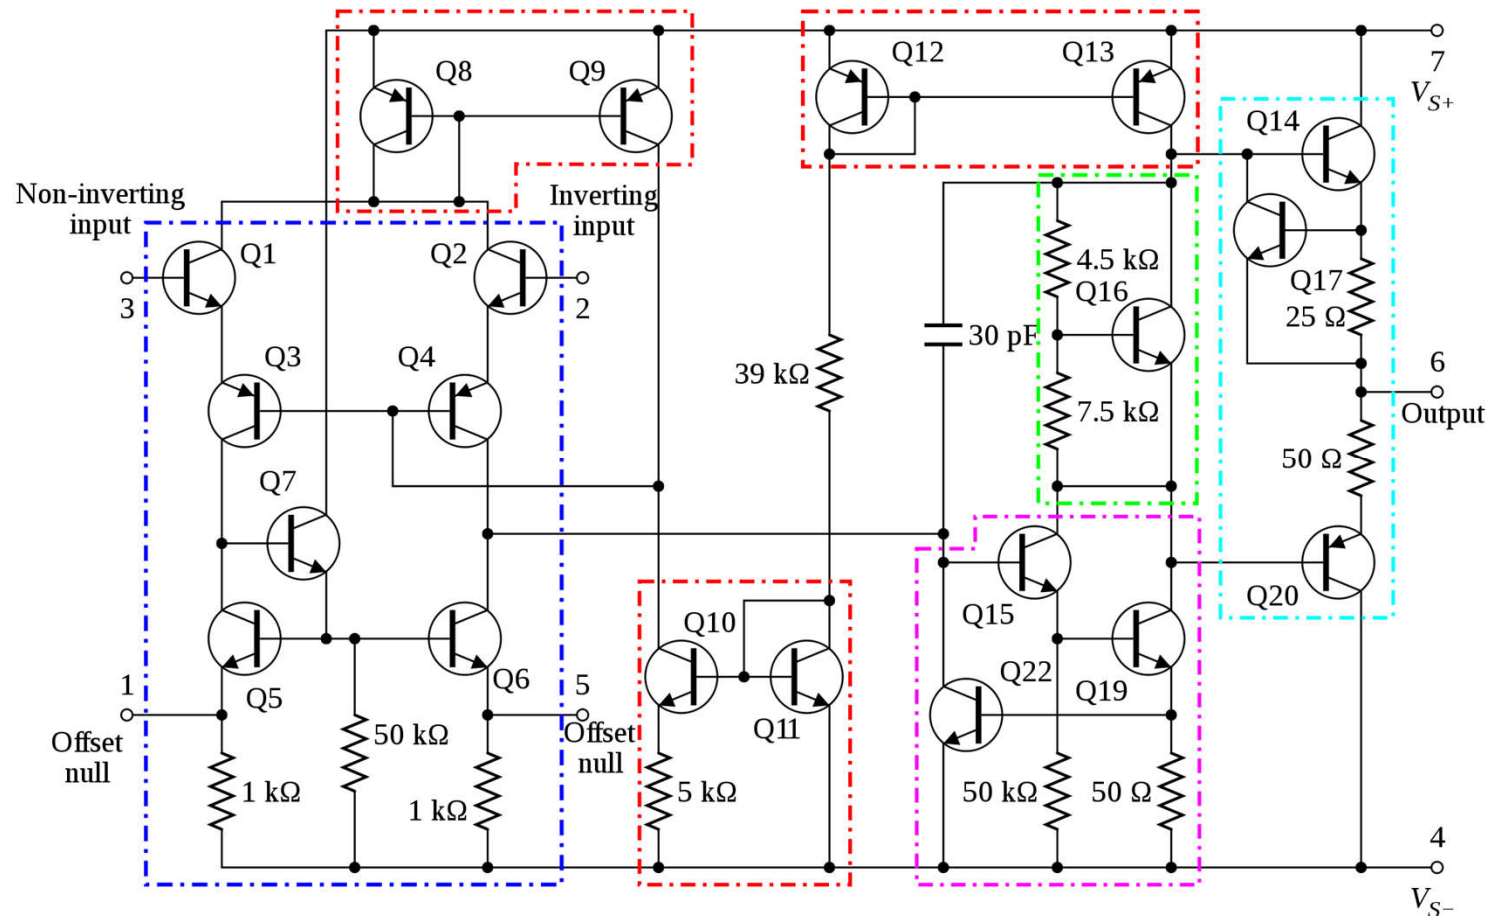 Q8
Q9
Q12
Q13
7
V_S+
Q14
Non-inverting
input
Inverting
input
Q1
Q2
3
2
4.5 kΩ
Q16
Q17
25 Ω
30 pF
Q3
Q4
39 kΩ
7.5 kΩ
6
Output
50 Ω
Q7
Q15
Q20
Q10
Q11
Q5
Q6
Q22
Q19
1
Offset
null
5
Offset
null
50 kΩ
1 kΩ
1 kΩ
5 kΩ
50 kΩ
50 Ω
4
V_S−